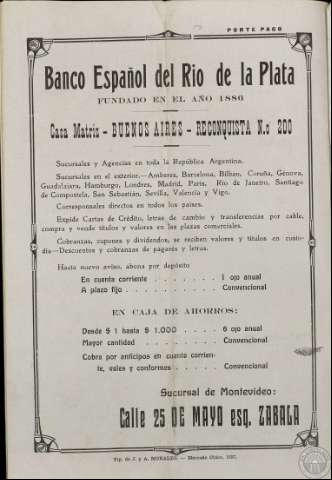 PORTE PAGO
Banco Español del Rio de la Plata
FUNDADO EN EL AÑO 1886
Casa Matriz - BUENOS AIRES - RECONQUISTA N.o 200
Sucursales y Agencias en toda la República Argentina.
Sucursales en el exterior.—Amberes, Barcelona, Bilbao, Coruña, Génova,
Guadalajara, Hamburgo, Londres, Madrid, París, Río de Janeiro, Santiago
de Compostela, San Sebastián, Sevilla, Valencia y Vigo.
Corresponsales directos en todos los países.
Expide Cartas de Crédito, letras de cambio y transferencias por cable,
compra y vende títulos y valores en las plazas comerciales.
Cobranzas, cupones y dividendos, se reciben valores y títulos en custo-
dia—Descuentos y cobranzas de pagarés y letras.
Hasta nuevo aviso, abona por depósito
En cuenta corriente . . . . . . . 1 o|o anual
A plazo fijo . . . . . . . . . Convencional
EN CAJA DE AHORROS:
Desde $ 1 hasta $ 1.000 . . . . . 6 o|o anual
Mayor cantidad . . . . . . . Convencional
Cobra por anticipos en cuenta corrien-
te, vales y conformes . . . . . Convencional
Sucursal de Montevideo:
Calle 25 DE MAYO esq. ZABALA
Tip. de J. y A. MORALES. — Mercado Chico,